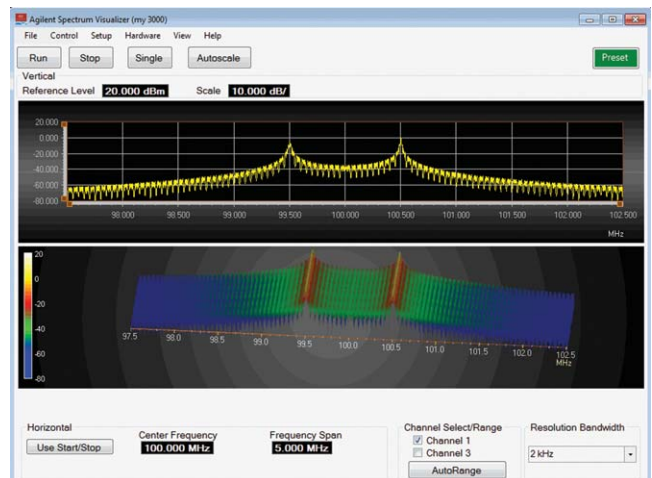 Agilent Spectrum Visualizer (my 3000)
File Control Setup Hardware View Help
Run Stop Single Autoscale Preset
Vertical
Reference Level 20.000 dBm Scale 10.000 dB/
20.000
0.000
-20.000
-40.000
-60.000
-80.000
98.000 98.500 99.000 99.500 100.000 100.500 101.000 101.500 102.000 102.500
MHz
20
0
-20
-40
-60
-80
97.5 98.0 98.5 99.0 99.5 100.0 100.5 101.0 101.5 102.0 102.5
MHz
Horizontal
Use Start/Stop
Center Frequency
100.000 MHz
Frequency Span
5.000 MHz
Channel Select/Range
Channel 1
Channel 3
AutoRange
Resolution Bandwidth
2 kHz